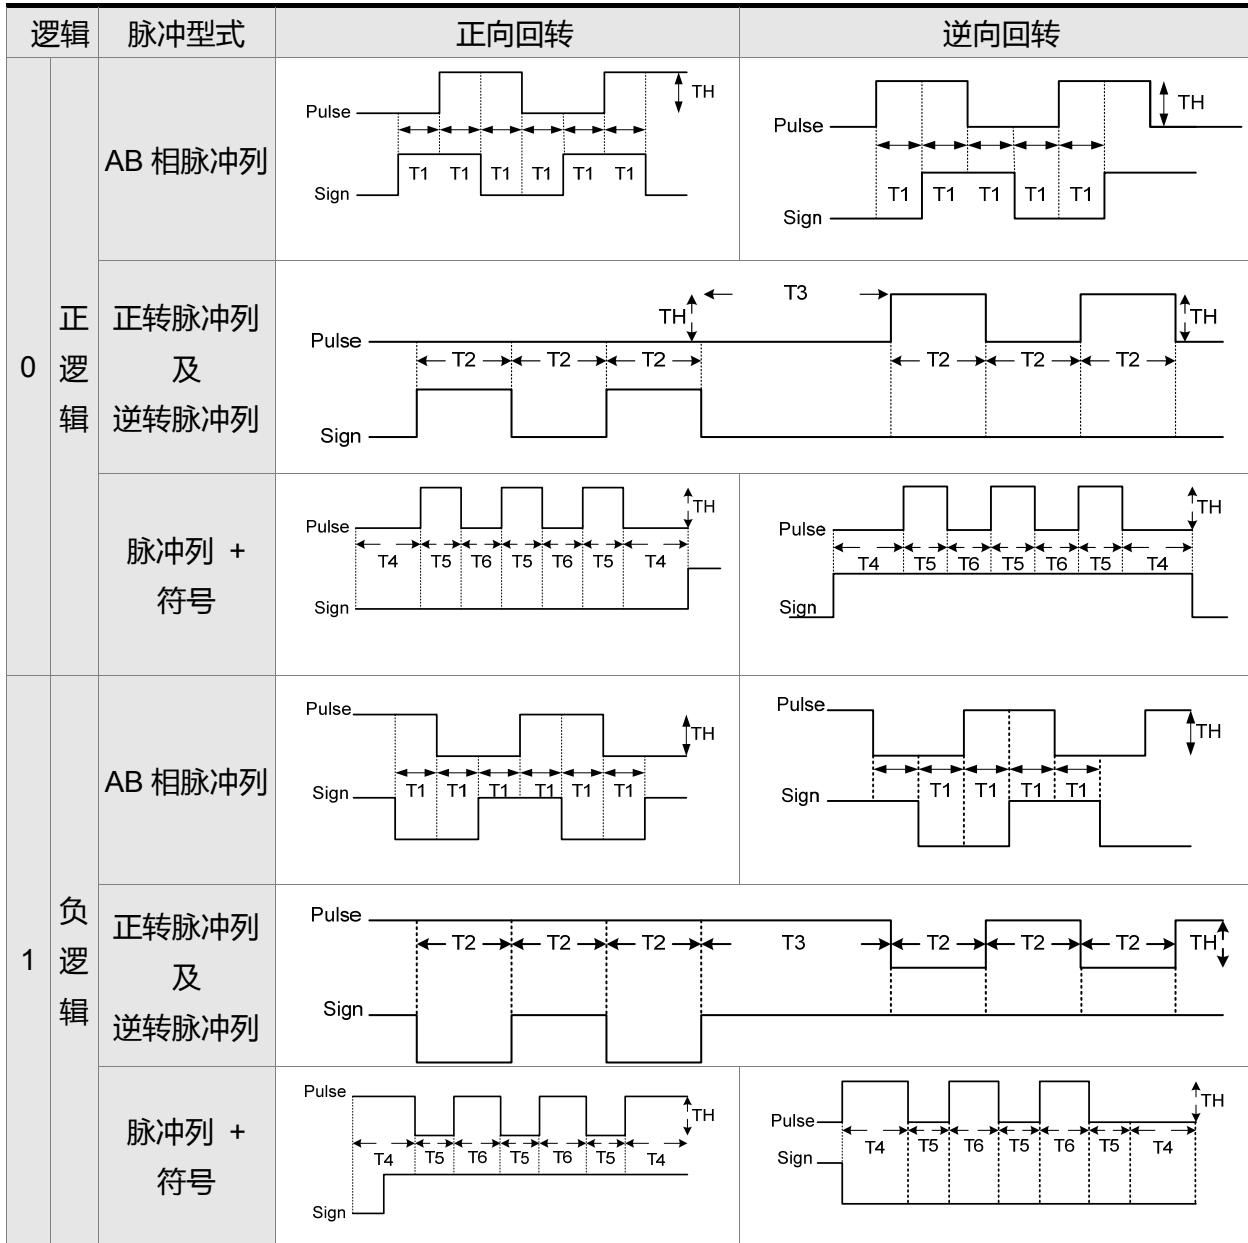 逻辑 脉冲型式 正向回转 逆向回转
0
正
逻
辑
AB 相脉冲列
Pulse TH
T1 T1 T1 T1 T1 T1
Sign
Pulse TH
T1 T1 T1 T1 T1
Sign
正转脉冲列
及
逆转脉冲列
T3
TH TH
Pulse
T2 T2 T2 T2 T2 T2
Sign
脉冲列 +
符号
TH
Pulse
T4 T5 T6 T5 T6 T5 T4
Sign
TH
Pulse
T4 T5 T6 T5 T6 T5 T4
Sign
1
负
逻
辑
AB 相脉冲列
Pulse
TH
Sign T1 T1 T1 T1 T1 T1
Pulse
TH
Sign T1 T1 T1 T1
正转脉冲列
及
逆转脉冲列
Pulse
T2 T2 T2 T3 T2 T2 T2 TH
Sign
脉冲列 +
符号
Pulse
TH
T4 T5 T6 T5 T6 T5 T4
Sign
TH
Pulse
Sign T4 T5 T6 T5 T6 T5 T4